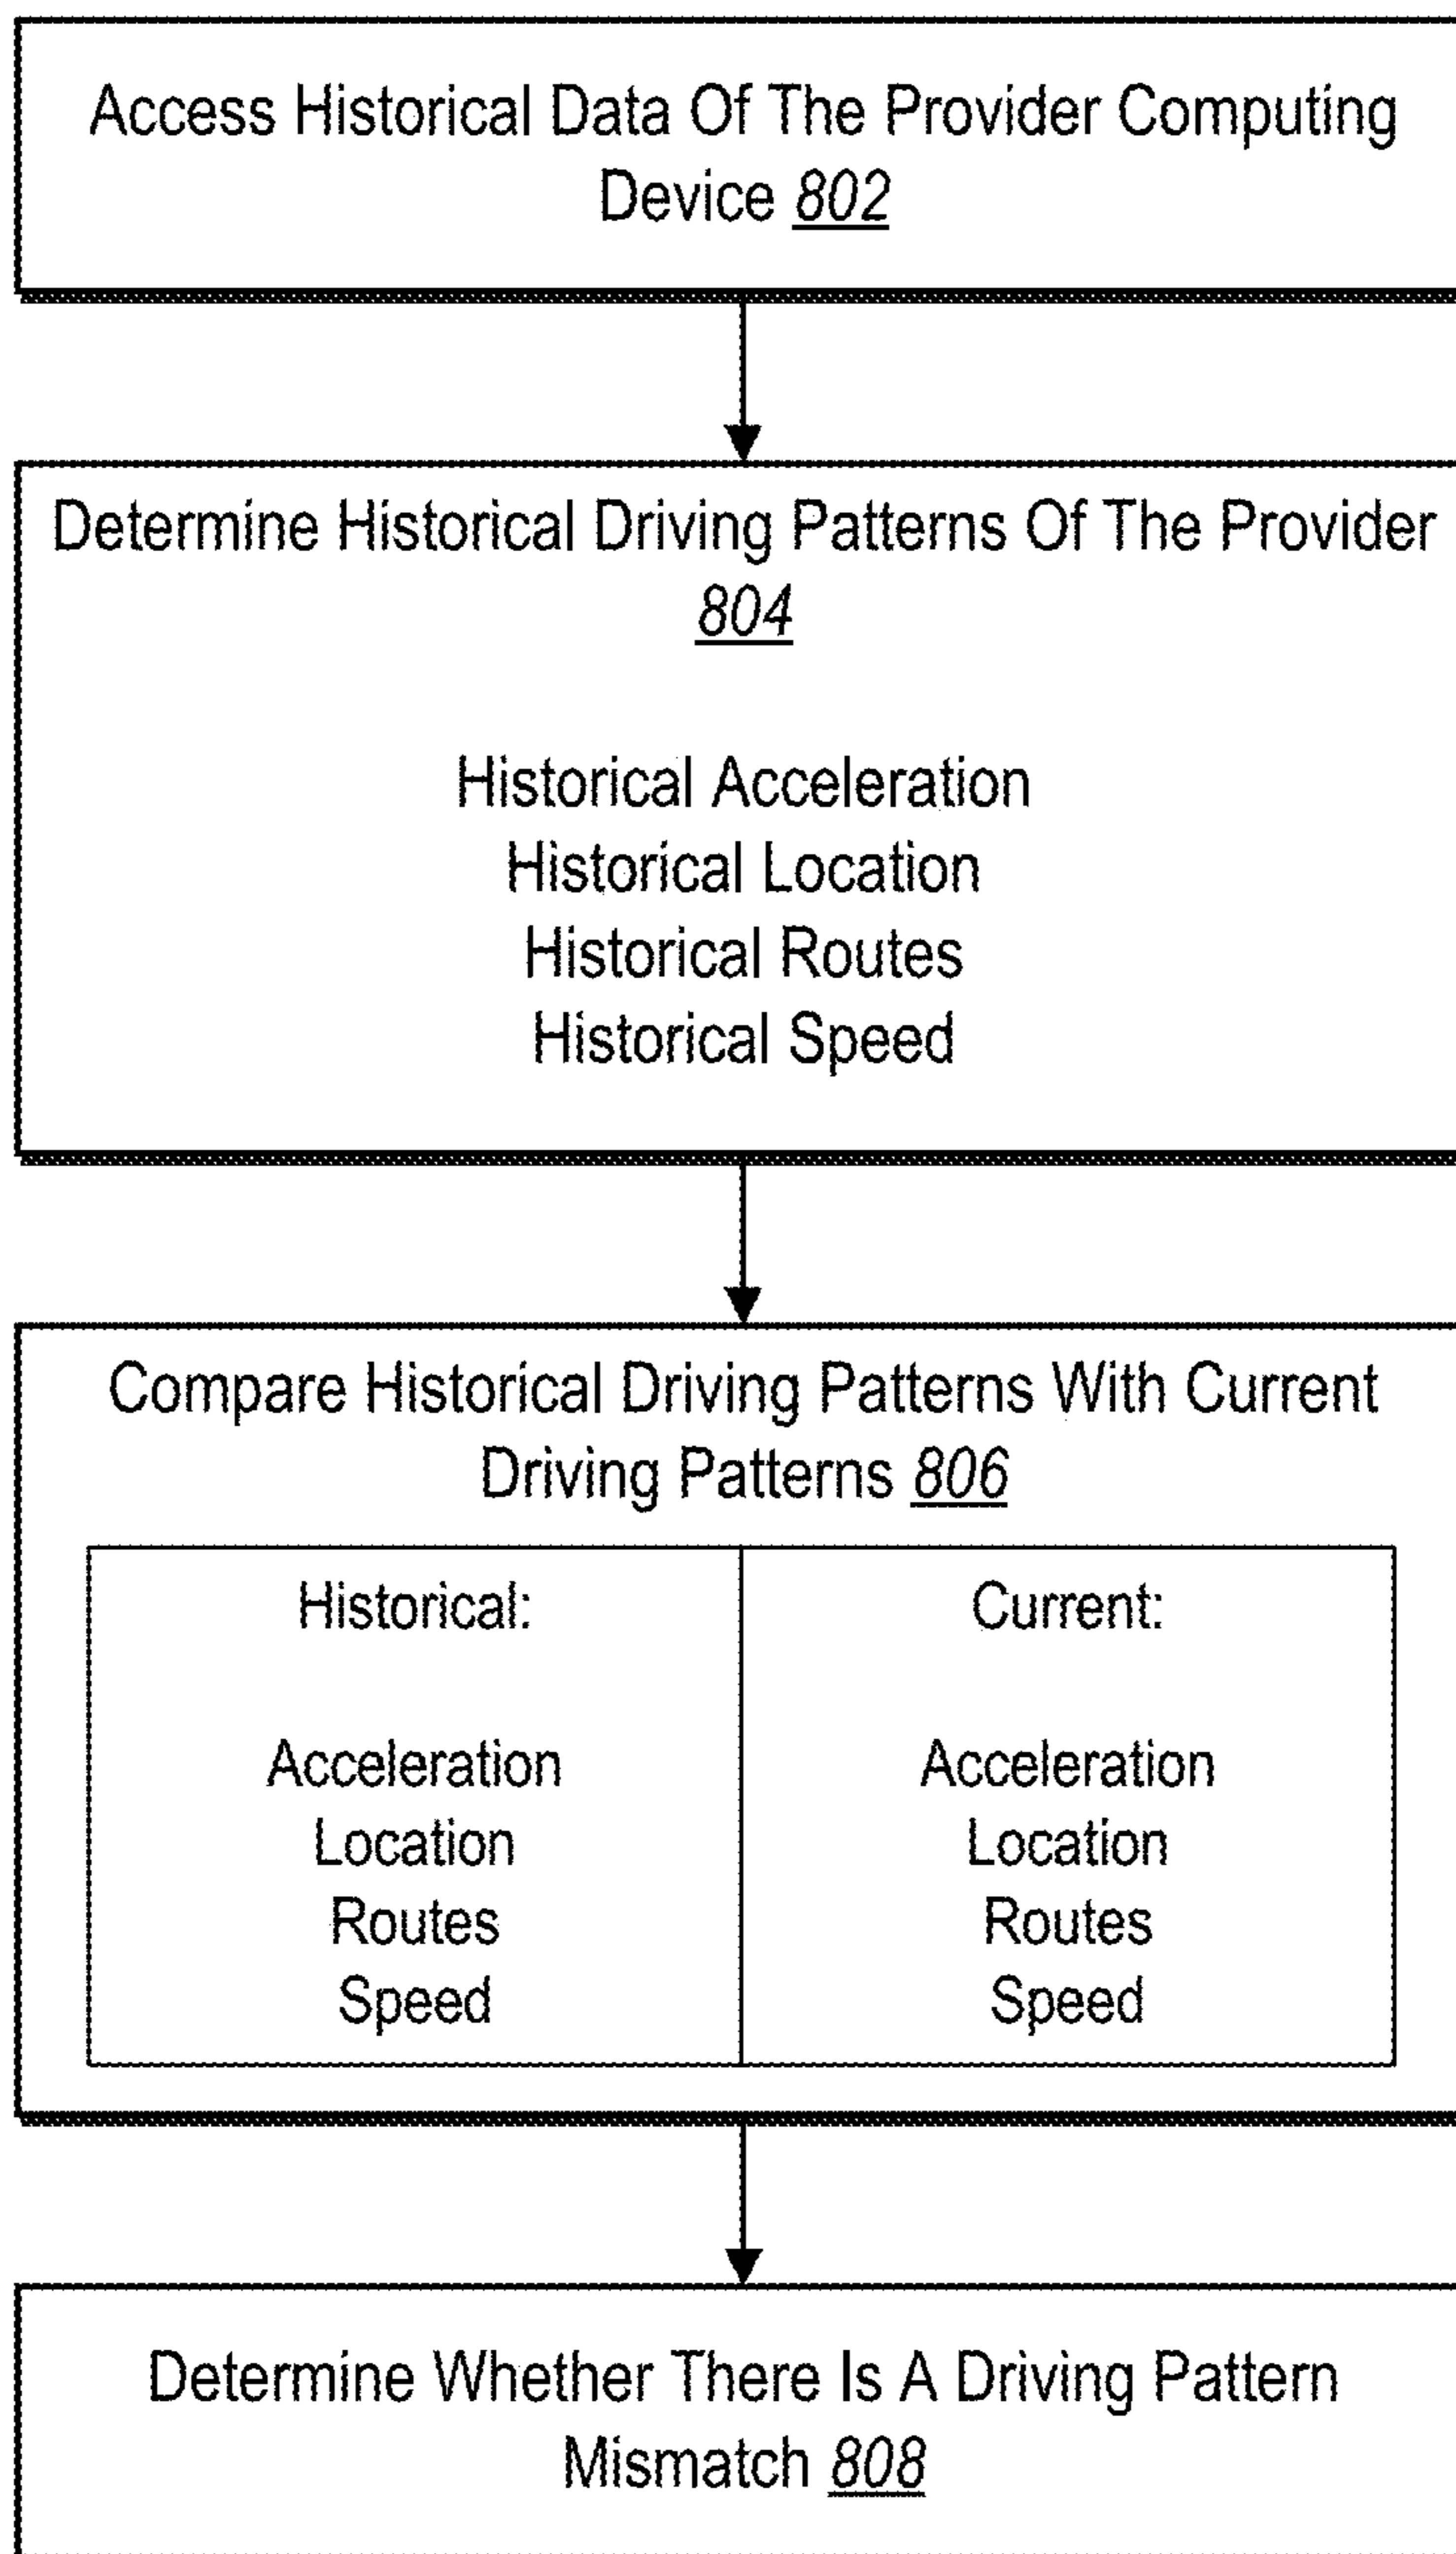 Access Historical Data Of The Provider Computing
Device 802
Determine Historical Driving Patterns Of The Provider
804
Historical Acceleration
Historical Location
Historical Routes
Historical Speed
Compare Historical Driving Patterns With Current
Driving Patterns 806
Historical:
Acceleration
Location
Routes
Speed
Current:
Acceleration
Location
Routes
Speed
Determine Whether There Is A Driving Pattern
Mismatch 808